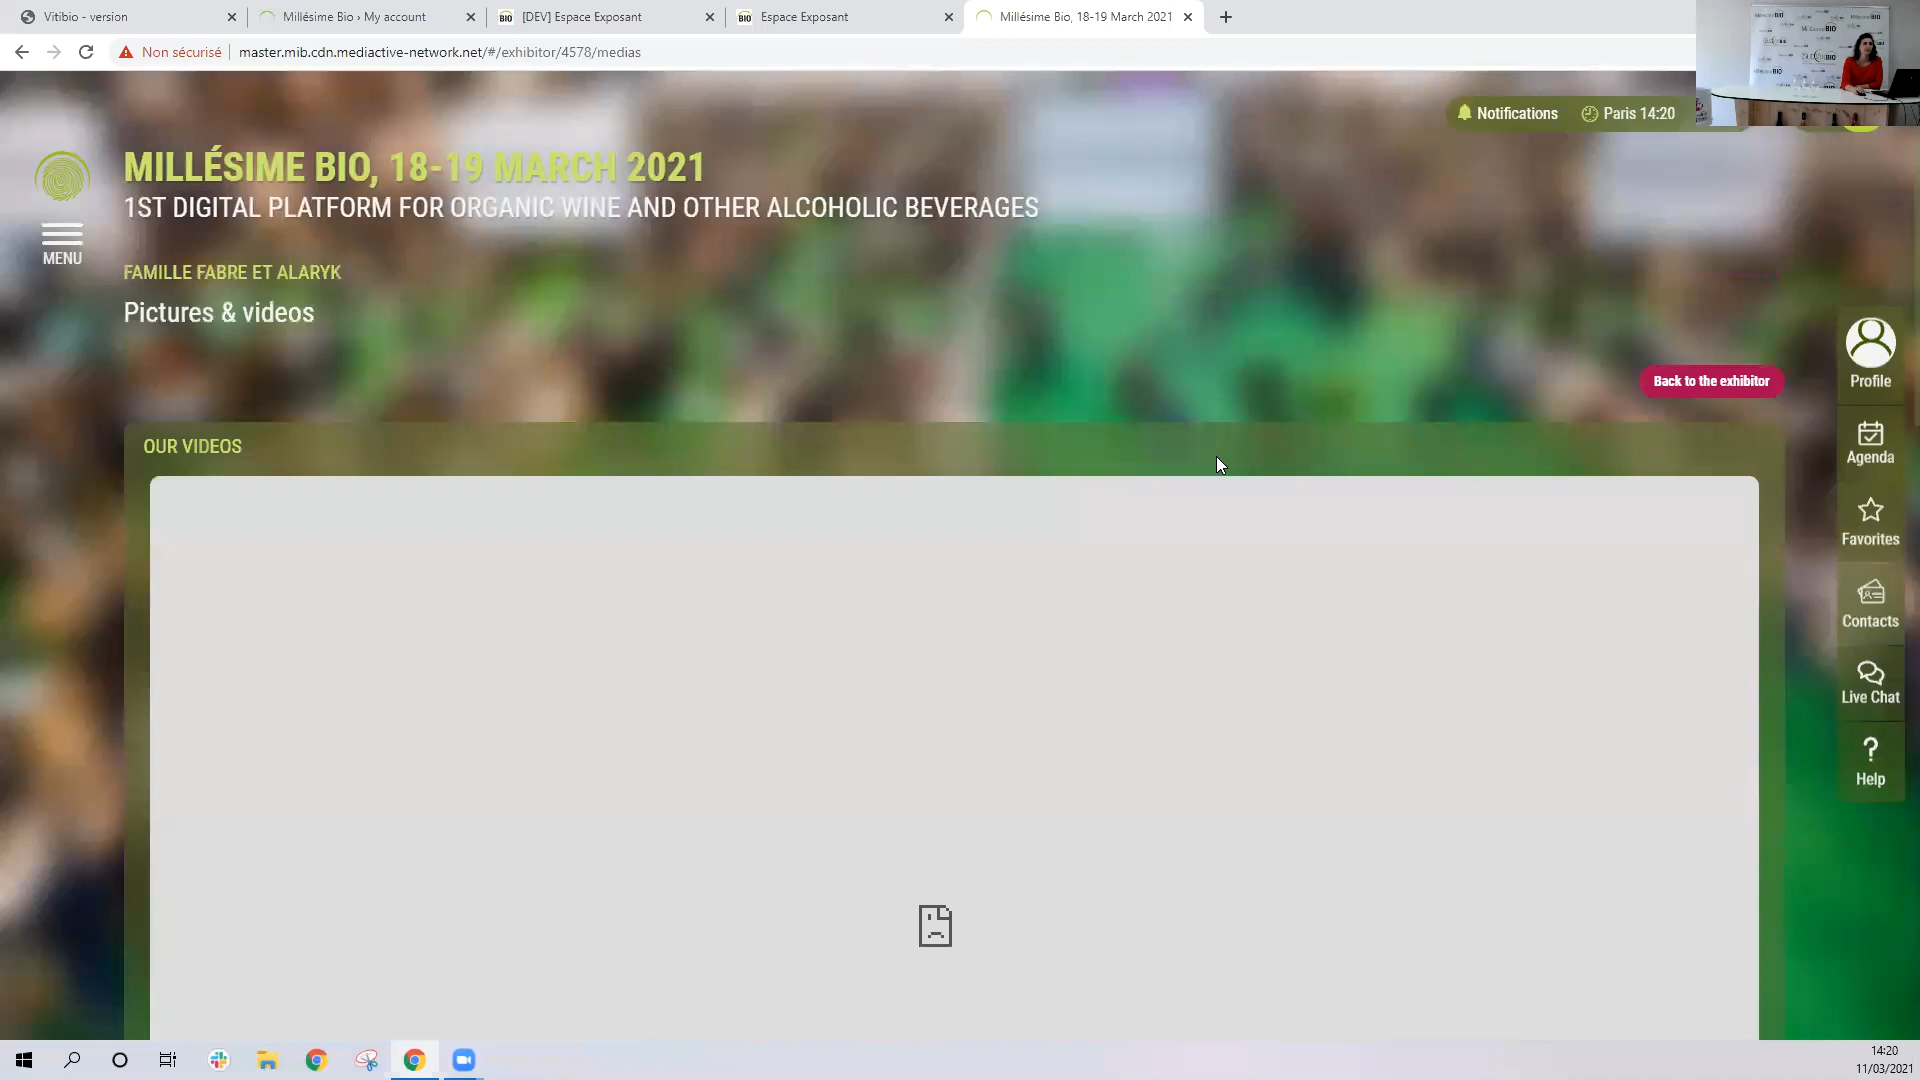 Vitibio - version
Millésime Bio › My account
BIO
[DEV] Espace Exposant
BIO
Espace Exposant
Millésime Bio, 18-19 March 2021
Non sécurisé
master.mib.cdn.mediactive-network.net/#/exhibitor/4578/medias
Notifications
Paris 14:20
MILLÉSIME BIO, 18-19 MARCH 2021
1ST DIGITAL PLATFORM FOR ORGANIC WINE AND OTHER ALCOHOLIC BEVERAGES
MENU
FAMILLE FABRE ET ALARYK
Pictures & videos
Back to the exhibitor
OUR VIDEOS
Profile
Agenda
Favorites
Contacts
Live Chat
?
Help
14:20
11/03/2021